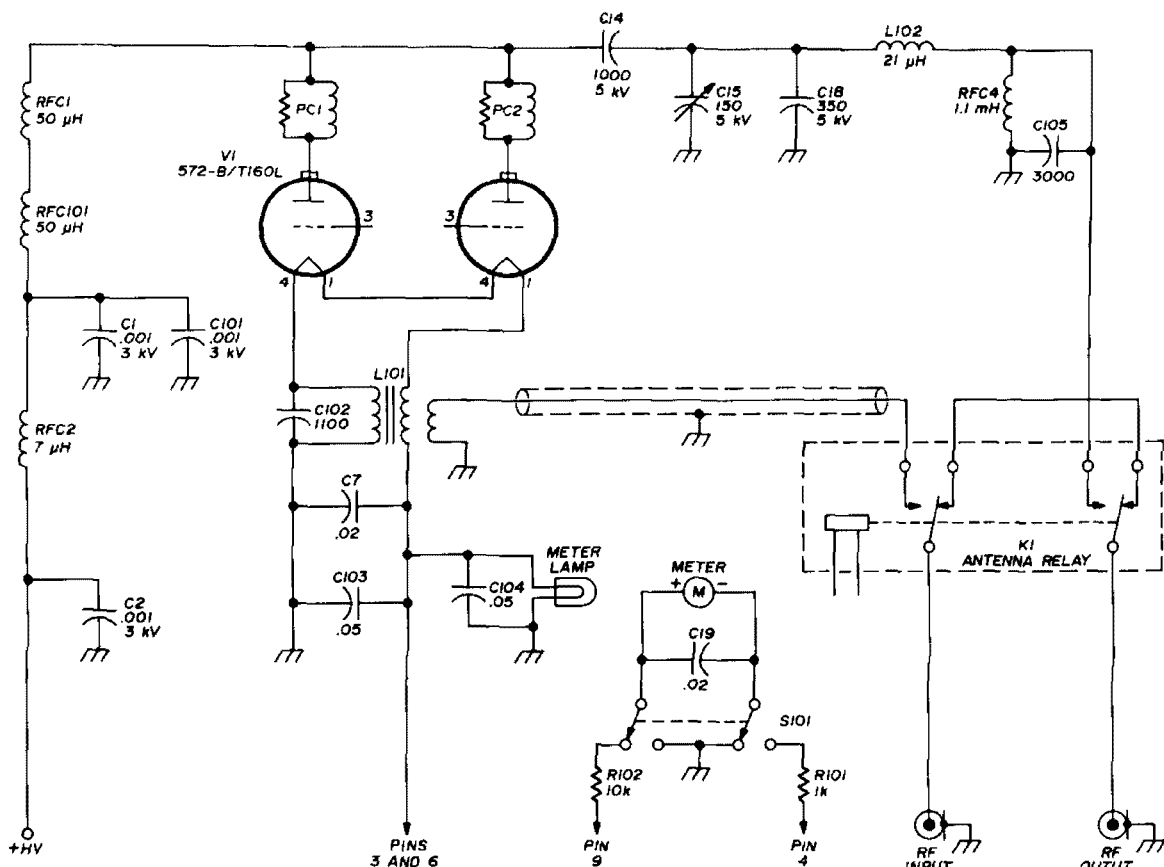 C14
1000
5 kV
L102
21 μH
RFC1
50 μH
PC1
PC2
C15
150
5 kV
C18
350
5 kV
RFC4
1.1 mH
C105
3000
V1
572-B/T160L
RFC101
50 μH
3
3
4
1
4
1
C1
.001
3 kV
C101
.001
3 kV
L101
C102
1100
RFC2
7 μH
C7
.02
K1
ANTENNA RELAY
METER
LAMP
METER
+
M
-
C103
.05
C104
.05
C2
.001
3 kV
C19
.02
S101
R102
10k
R101
1k
+HV
PINS
3 AND 6
PIN
9
PIN
4
RF
INPUT
RF
OUTUT